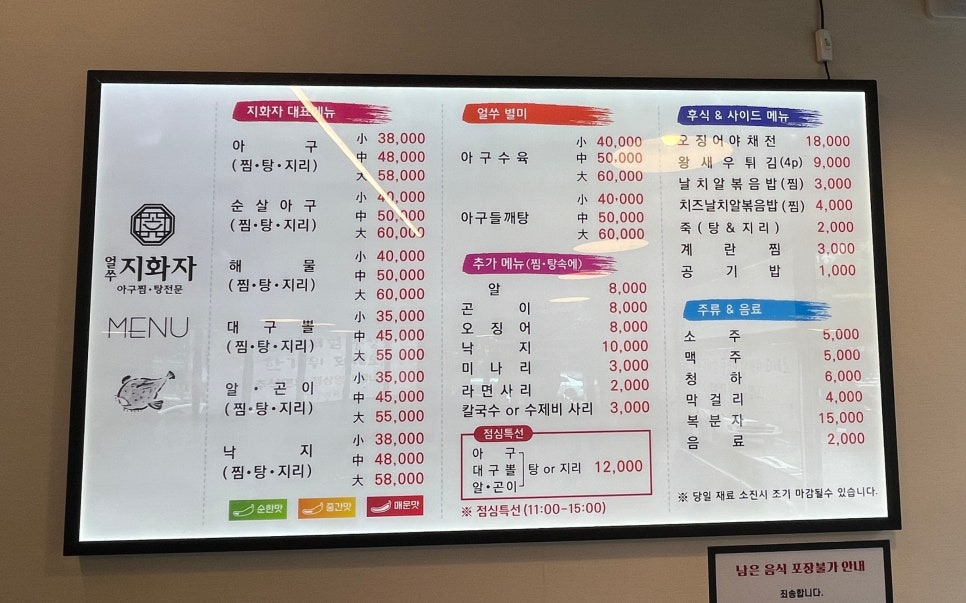 얼쑤 지화자
아구찜·탕전문
MENU
지화자 대표메뉴
아구 小 38,000
(찜·탕·지리) 中 48,000
大 58,000
순살아구 小 40,000
(찜·탕·지리) 中 50,000
大 60,000
해물 小 40,000
(찜·탕·지리) 中 50,000
大 60,000
대구뽈 小 35,000
(찜·탕·지리) 中 45,000
大 55 000
알·곤이 小 35,000
(찜·탕·지리) 中 45,000
大 55,000
낙지 小 38,000
(찜·탕·지리) 中 48,000
大 58,000
순한맛 중간맛 매운맛
얼쑤 별미
小 40,000
아구수육 中 50.000
大 60,000
小 40·000
아구들깨탕 中 50,000
大 60,000
추가 메뉴(찜·탕속에)
알 8,000
곤이 8,000
오징어 8,000
낙지 10,000
미나리 3,000
라면사리 2,000
칼국수 or 수제비 사리 3,000
점심특선
아구
대구뽈 탕 or 지리 12,000
알·곤이
※ 점심특선 (11:00-15:00)
후식 & 사이드 메뉴
오징어야채전 18,000
왕새우튀김(4p) 9,000
날치알볶음밥(찜) 3,000
치즈날치알볶음밥(찜) 4,000
죽(탕&지리) 2,000
계란찜 3,000
공기밥 1,000
주류 & 음료
소주 5,000
맥주 5,000
청하 6,000
막걸리 4,000
복분자 15,000
음료 2,000
※ 당일 재료 소진시 조기 마감될수 있습니다.
남은 음식 포장불가 안내
죄송합니다.